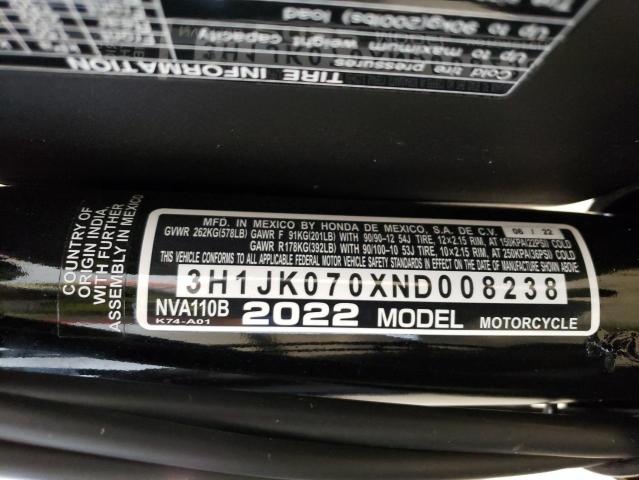 TIRE INFORMATION
Cold tire pressures
Up to maximum weight capacity
Up to 90kg(200lbs) load
COUNTRY OF
ORIGIN INDIA,
WITH FURTHER
ASSEMBLY IN MEXICO
MFD. IN MEXICO BY HONDA DE MEXICO, S.A. DE C.V. 06 / 22
GVWR 262KG(578LB) GAWR F 91KG(201LB) WITH 90/90-12 54J TIRE, 12×2.15 RIM, AT 150KPA(22PSI) COLD
GAWR R178KG(392LB) WITH 90/100-10 53J TIRE, 10×2.15 RIM, AT 250KPA(36PSI) COLD
THIS VEHICLE CONFORMS TO ALL APPLICABLE FEDERAL MOTOR VEHICLE SAFETY STANDARDS IN EFFECT ON THE DATE OF MANUFACTURE SHOWN ABOVE.
3H1JK070XND008238
NVA110B 2022 MODEL MOTORCYCLE
K74-A01